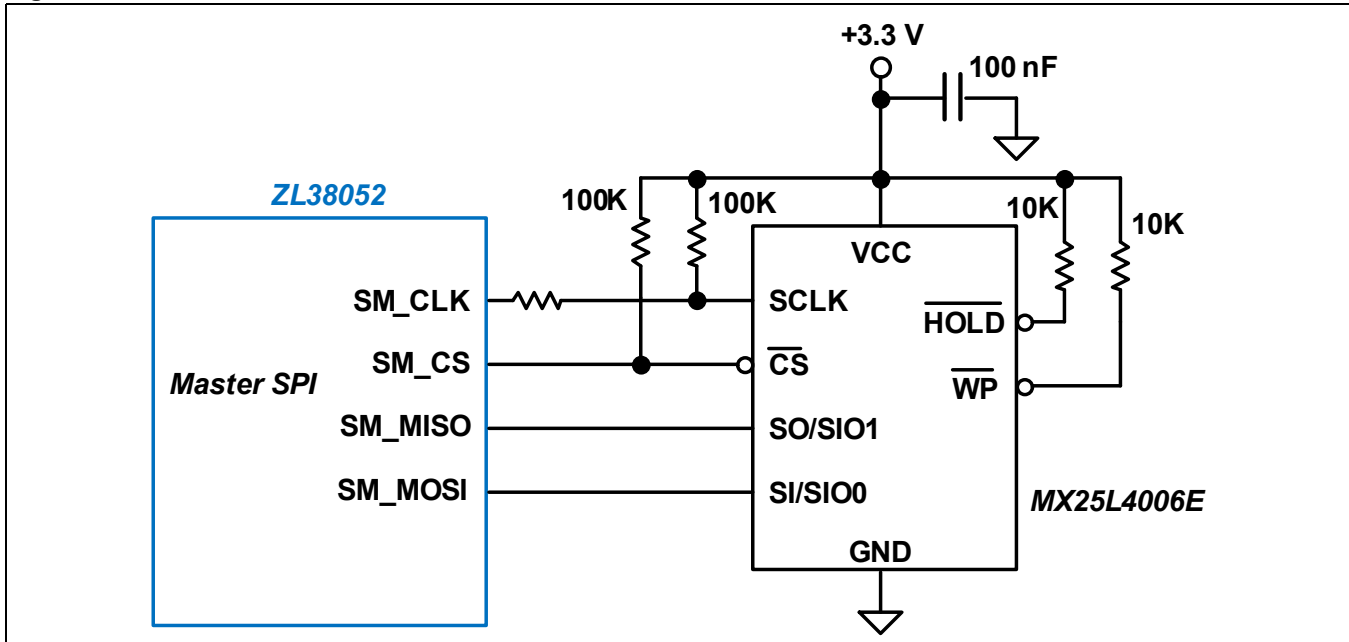 +3.3 V
100 nF
ZL38052
100K
100K
10K
10K
VCC
SM_CLK
SCLK
HOLD
SM_CS
CS
WP
Master SPI
SM_MISO
SO/SIO1
SM_MOSI
SI/SIO0
MX25L4006E
GND